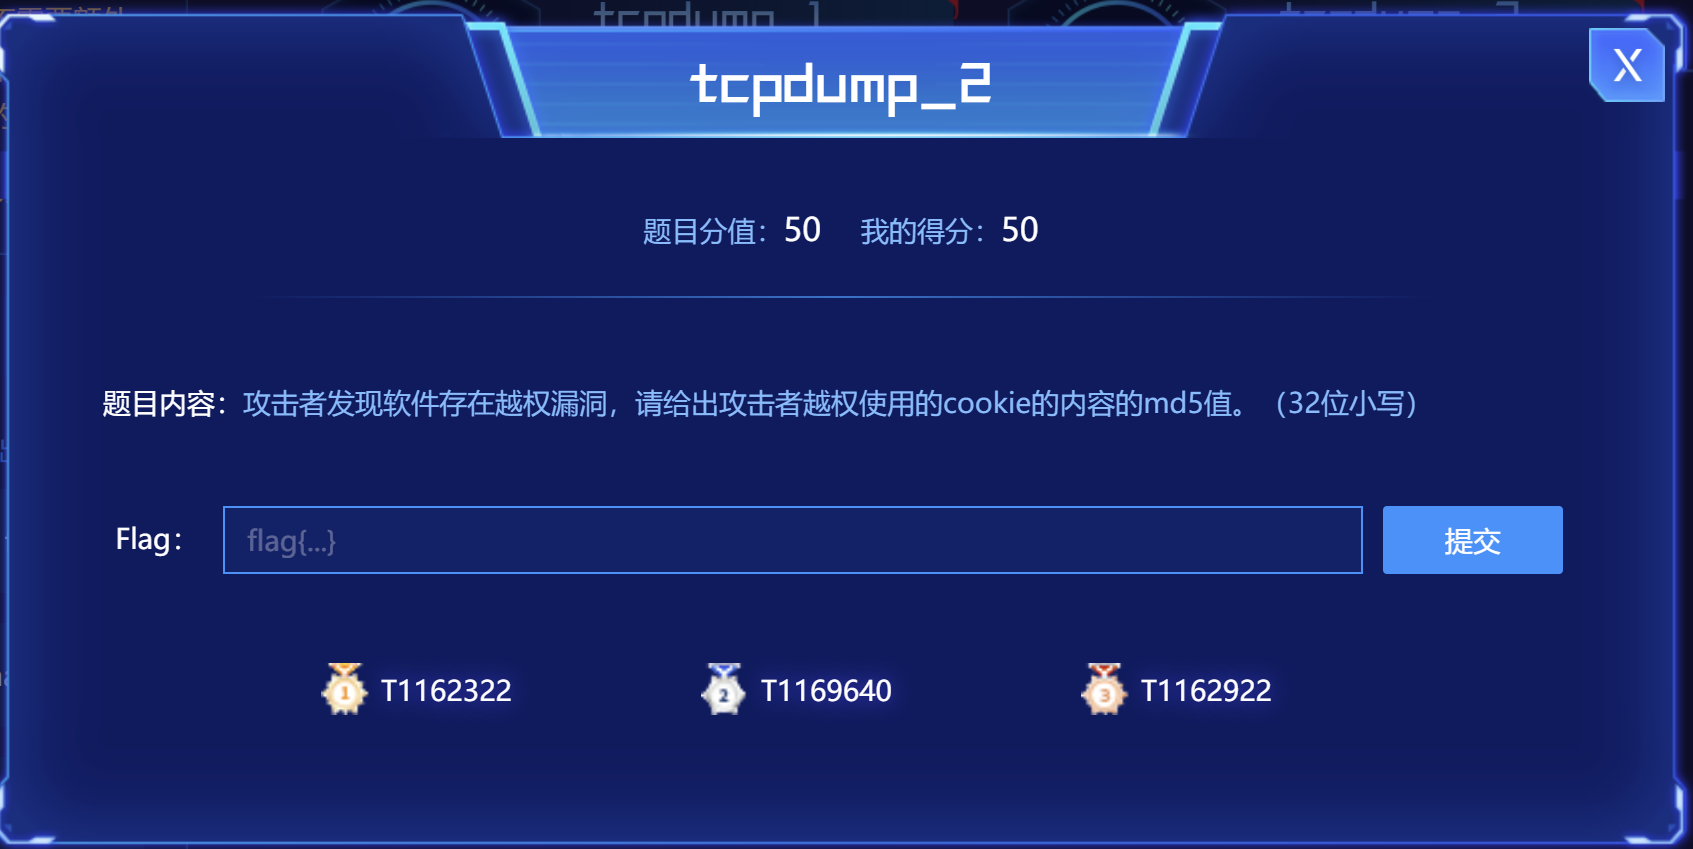 tcpdump_2
X
题目分值：50 我的得分：50
题目内容：攻击者发现软件存在越权漏洞，请给出攻击者越权使用的cookie的内容的md5值。（32位小写）
Flag： flag{...} 提交
1 T1162322 2 T1169640 3 T1162922